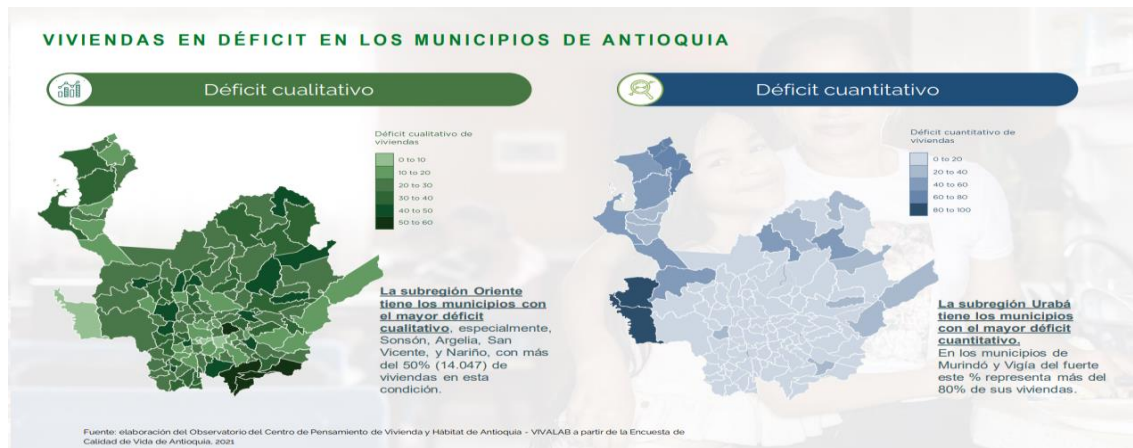 VIVIENDAS EN DÉFICIT EN LOS MUNICIPIOS DE ANTIOQUIA
Déficit cualitativo
Déficit cualitativo de
viviendas
0 to 10
10 to 20
20 to 30
30 to 40
40 to 50
50 to 60
La subregión Oriente
tiene los municipios con
el mayor déficit
cualitativo, especialmente,
Sonsón, Argelia, San
Vicente, y Nariño, con más
del 50% (14.047) de
viviendas en esta
condición.
Déficit cuantitativo
Déficit cuantitativo de
viviendas
0 to 20
20 to 40
40 to 60
60 to 80
80 to 100
La subregión Urabá
tiene los municipios
con el mayor déficit
cuantitativo.
En los municipios de
Murindó y Vigía del fuerte
este % representa más del
80% de sus viviendas.
Fuente: elaboración del Observatorio del Centro de Pensamiento de Vivienda y Hábitat de Antioquia - VIVALAB a partir de la Encuesta de
Calidad de Vida de Antioquia, 2021